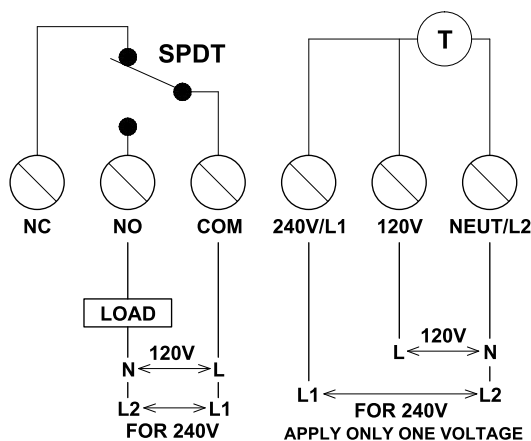 SPDT
T
NC NO COM 240V/L1 120V NEUT/L2
LOAD
120V
N L
L2 L1
FOR 240V
120V
L N
L1 L2
FOR 240V
APPLY ONLY ONE VOLTAGE